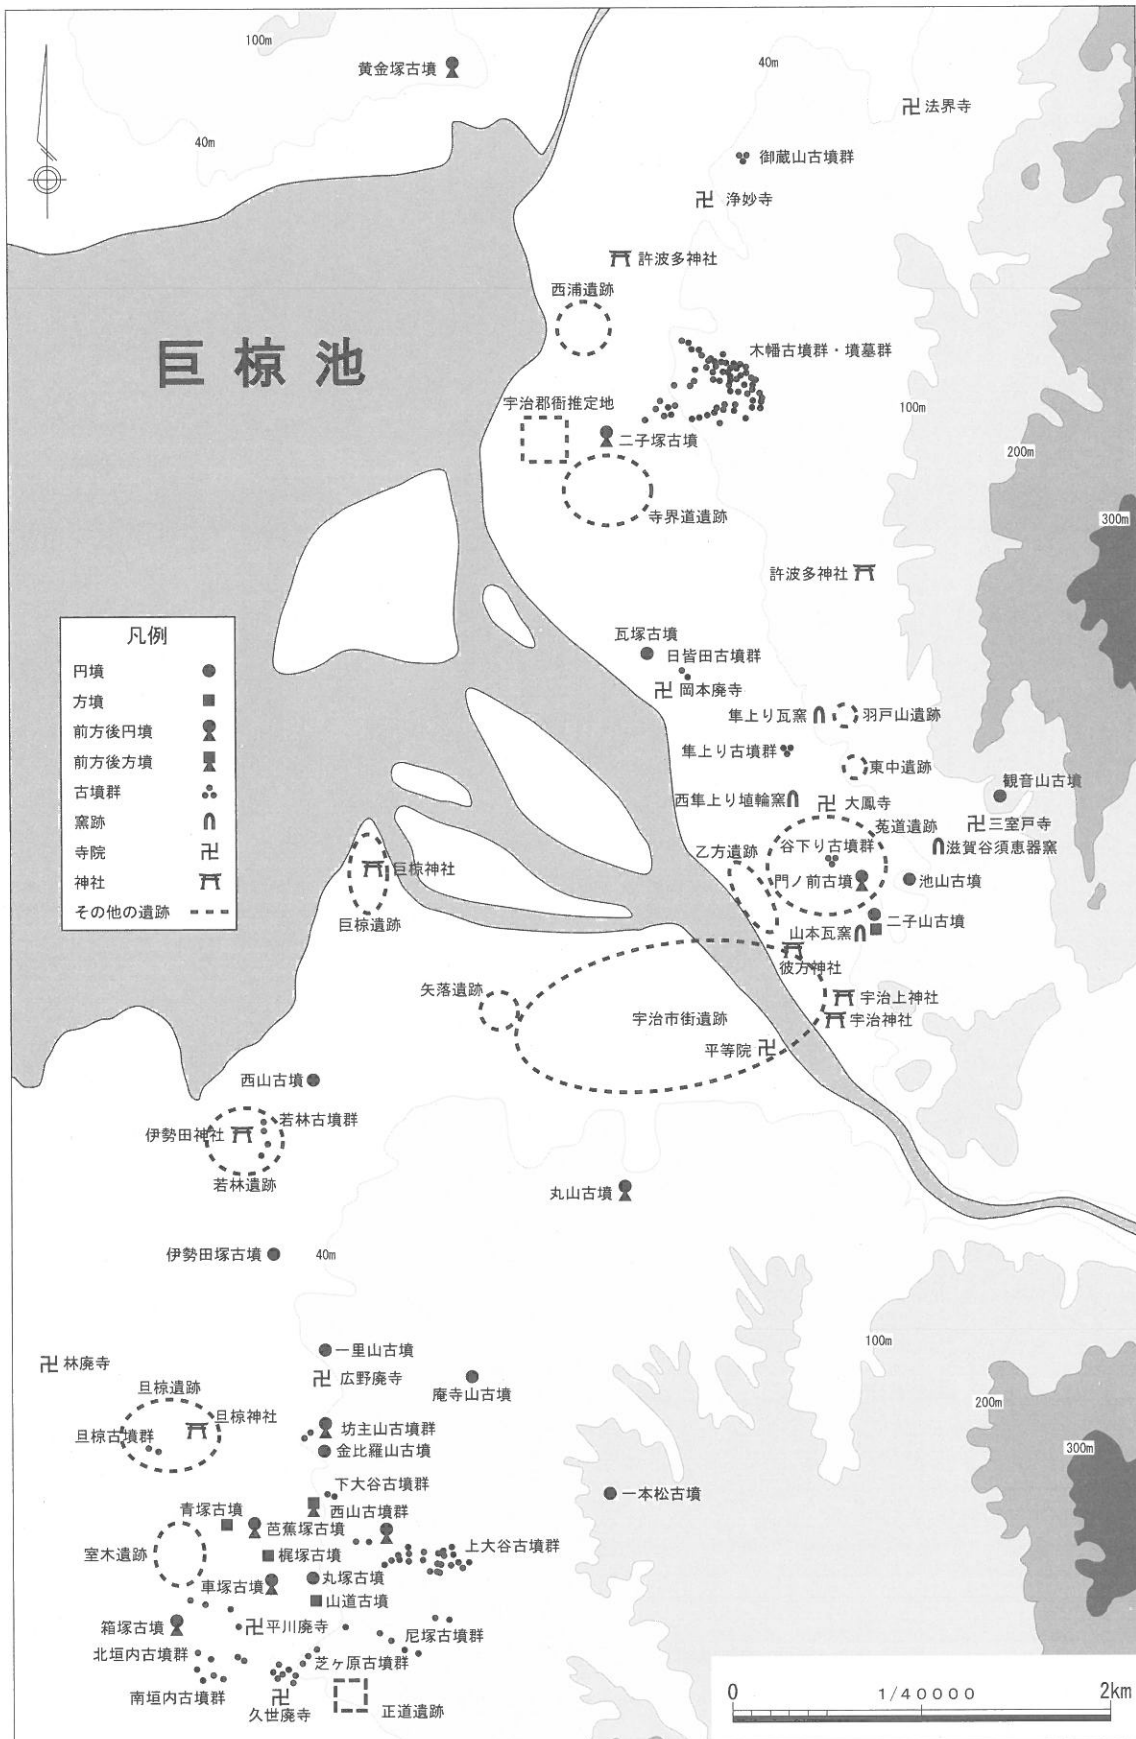 100m
黄金塚古墳
40m
法界寺
40m
御蔵山古墳群
浄妙寺
許波多神社
西浦遺跡
巨椋池
木幡古墳群・墳墓群
宇治郡衙推定地
100m
二子塚古墳
200m
寺界道遺跡
300m
許波多神社
凡例
円墳
方墳
前方後円墳
前方後方墳
古墳群
窯跡
寺院
神社
その他の遺跡
瓦塚古墳
日皆田古墳群
岡本廃寺
隼上り瓦窯
羽戸山遺跡
隼上り古墳群
東中遺跡
観音山古墳
西隼上り埴輪窯
大鳳寺
菟道遺跡
三室戸寺
乙方遺跡
谷下り古墳群
滋賀谷須恵器窯
巨椋神社
門ノ前古墳
池山古墳
巨椋遺跡
二子山古墳
山本瓦窯
彼方神社
矢落遺跡
宇治上神社
宇治市街遺跡
宇治神社
平等院
西山古墳
若林古墳群
伊勢田神社
若林遺跡
丸山古墳
伊勢田塚古墳
40m
一里山古墳
100m
林廃寺
広野廃寺
庵寺山古墳
旦椋遺跡
200m
旦椋神社
坊主山古墳群
旦椋古墳群
金比羅山古墳
300m
下大谷古墳群
一本松古墳
青塚古墳
西山古墳群
芭蕉塚古墳
上大谷古墳群
室木遺跡
梶塚古墳
車塚古墳
丸塚古墳
山道古墳
箱塚古墳
平川廃寺
尼塚古墳群
北垣内古墳群
芝ヶ原古墳群
南垣内古墳群
久世廃寺
正道遺跡
0
1/40000
2km